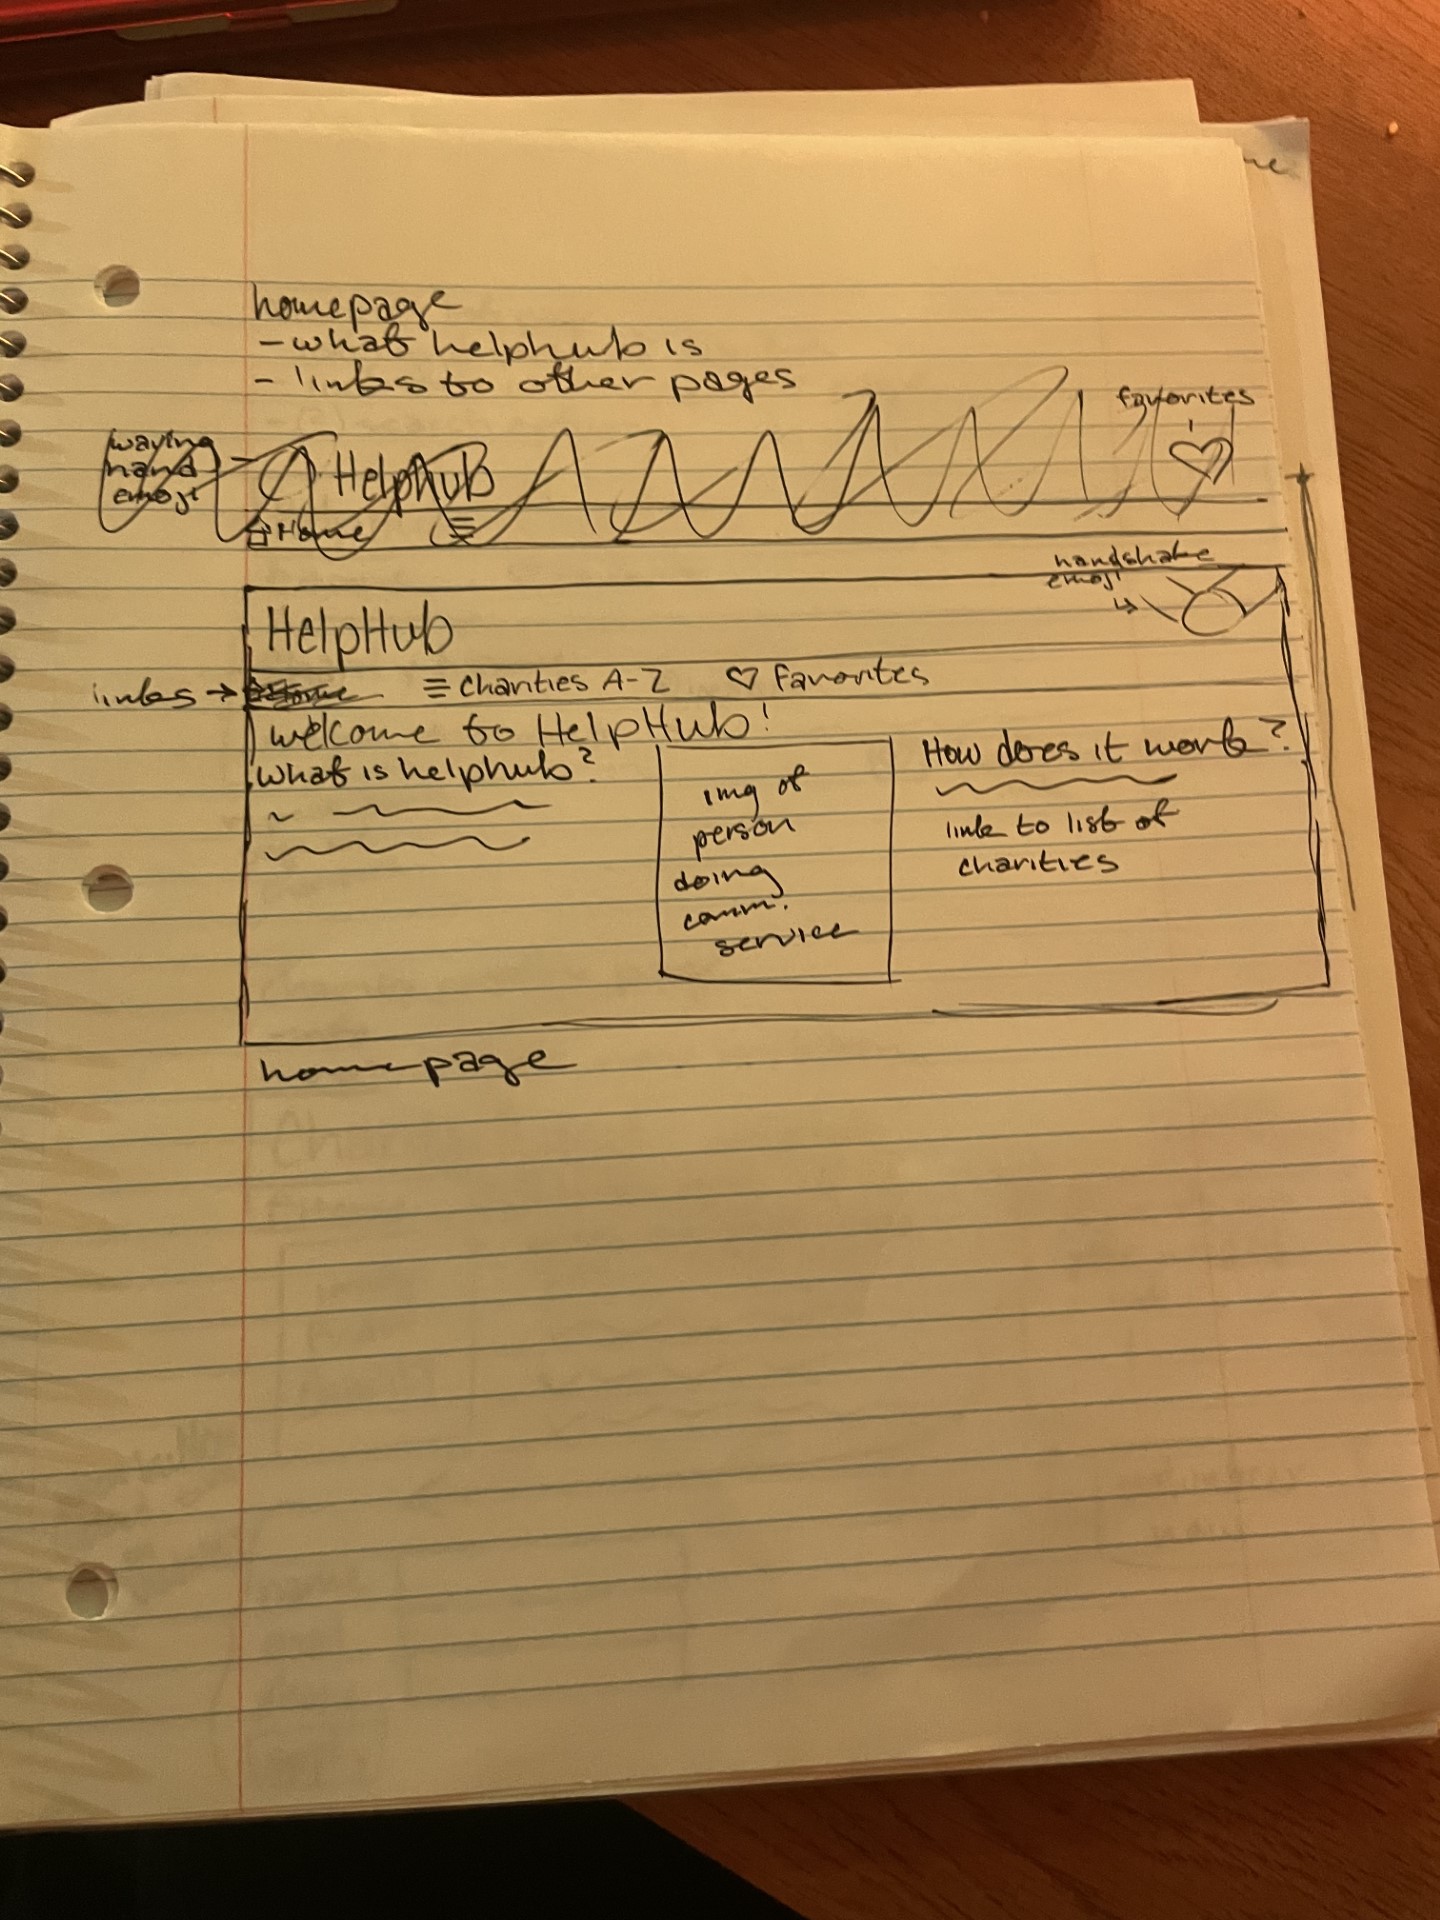 homepage
- what helphub is
- links to other pages
favorites
waving
hand
emoji
Helphub
Home
handshake
emoji
HelpHub
links → Home ≡ Charities A-Z ♡ Favorites
welcome to HelpHub!
what is helphub?
How does it work?
img of
person
doing
comm.
service
link to list of
charities
homepage